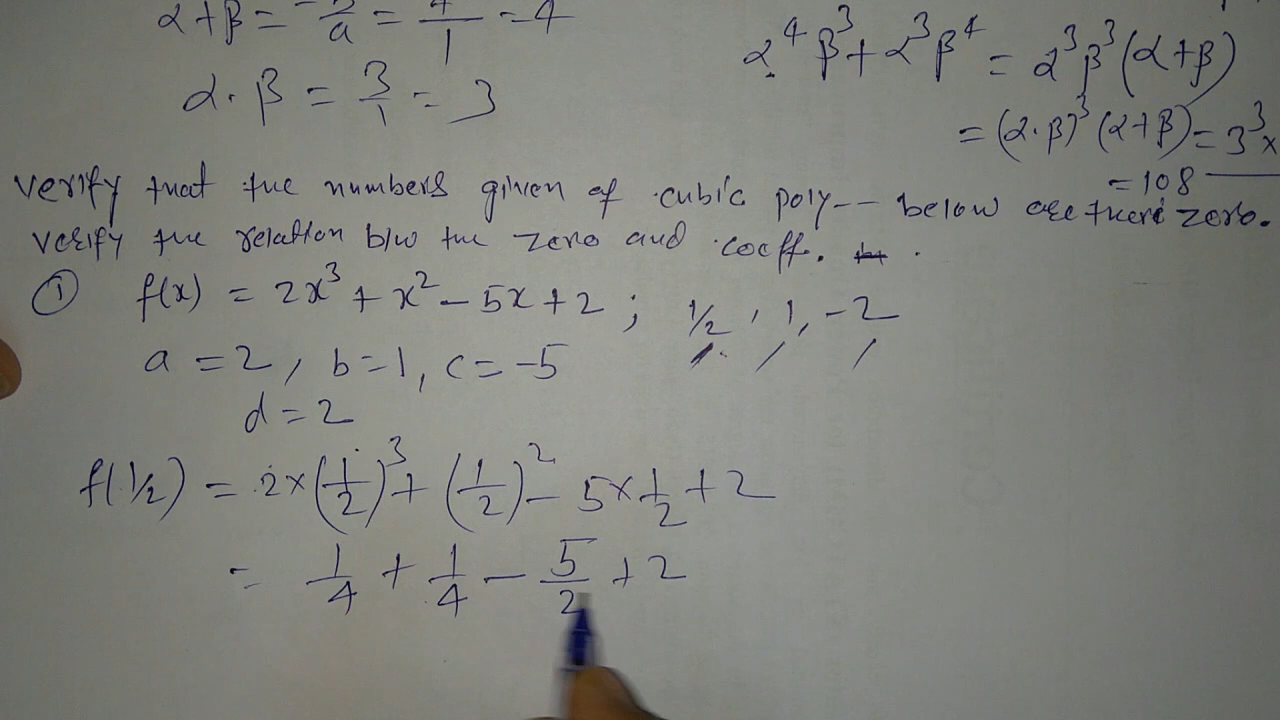 α+β = -b/a = 4/1 = 4
α · β = 3/1 = 3
α⁴β³+α³β⁴ = α³β³(α+β)
= (α·β)³(α+β) = 3³×
= 108
verify that the numbers given of cubic poly-- below are there zero.
verify the relation b/w the zero and coeff.
① f(x) = 2x³ + x² - 5x + 2 ; 1/2 , 1, -2
a = 2 , b = 1, c = -5
d = 2
f(1/2) = 2×(1/2)³ + (1/2)² - 5×1/2 + 2
= 1/4 + 1/4 - 5/2 + 2